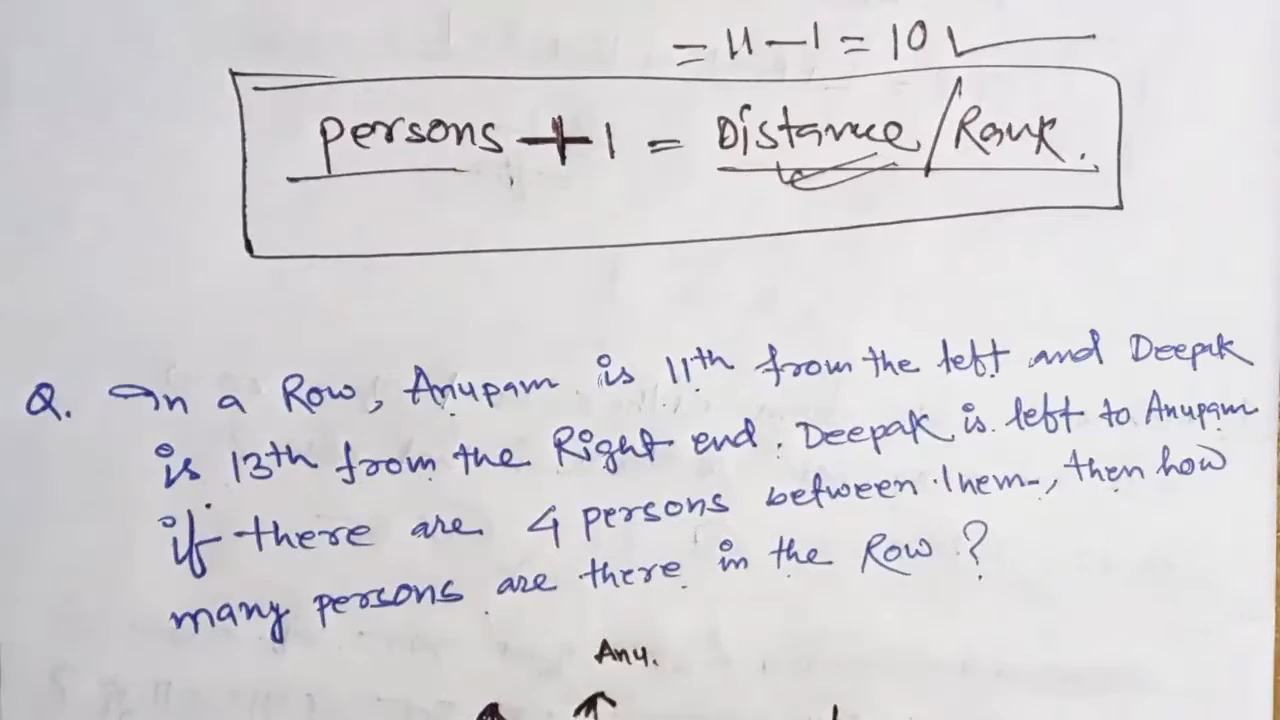 = 11 - 1 = 10 ✓
Persons + 1 = Distance / Rank.
Q. In a Row, Anupam is 11th from the left and Deepak
is 13th from the Right end. Deepak is left to Anupam
if there are 4 persons between them, then how
many persons are there in the Row?
Anu.